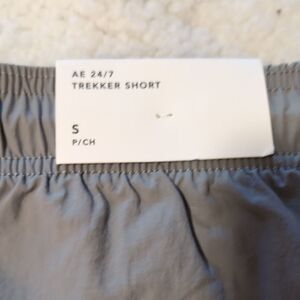 AE 24/7
TREKKER SHORT
S
P/CH